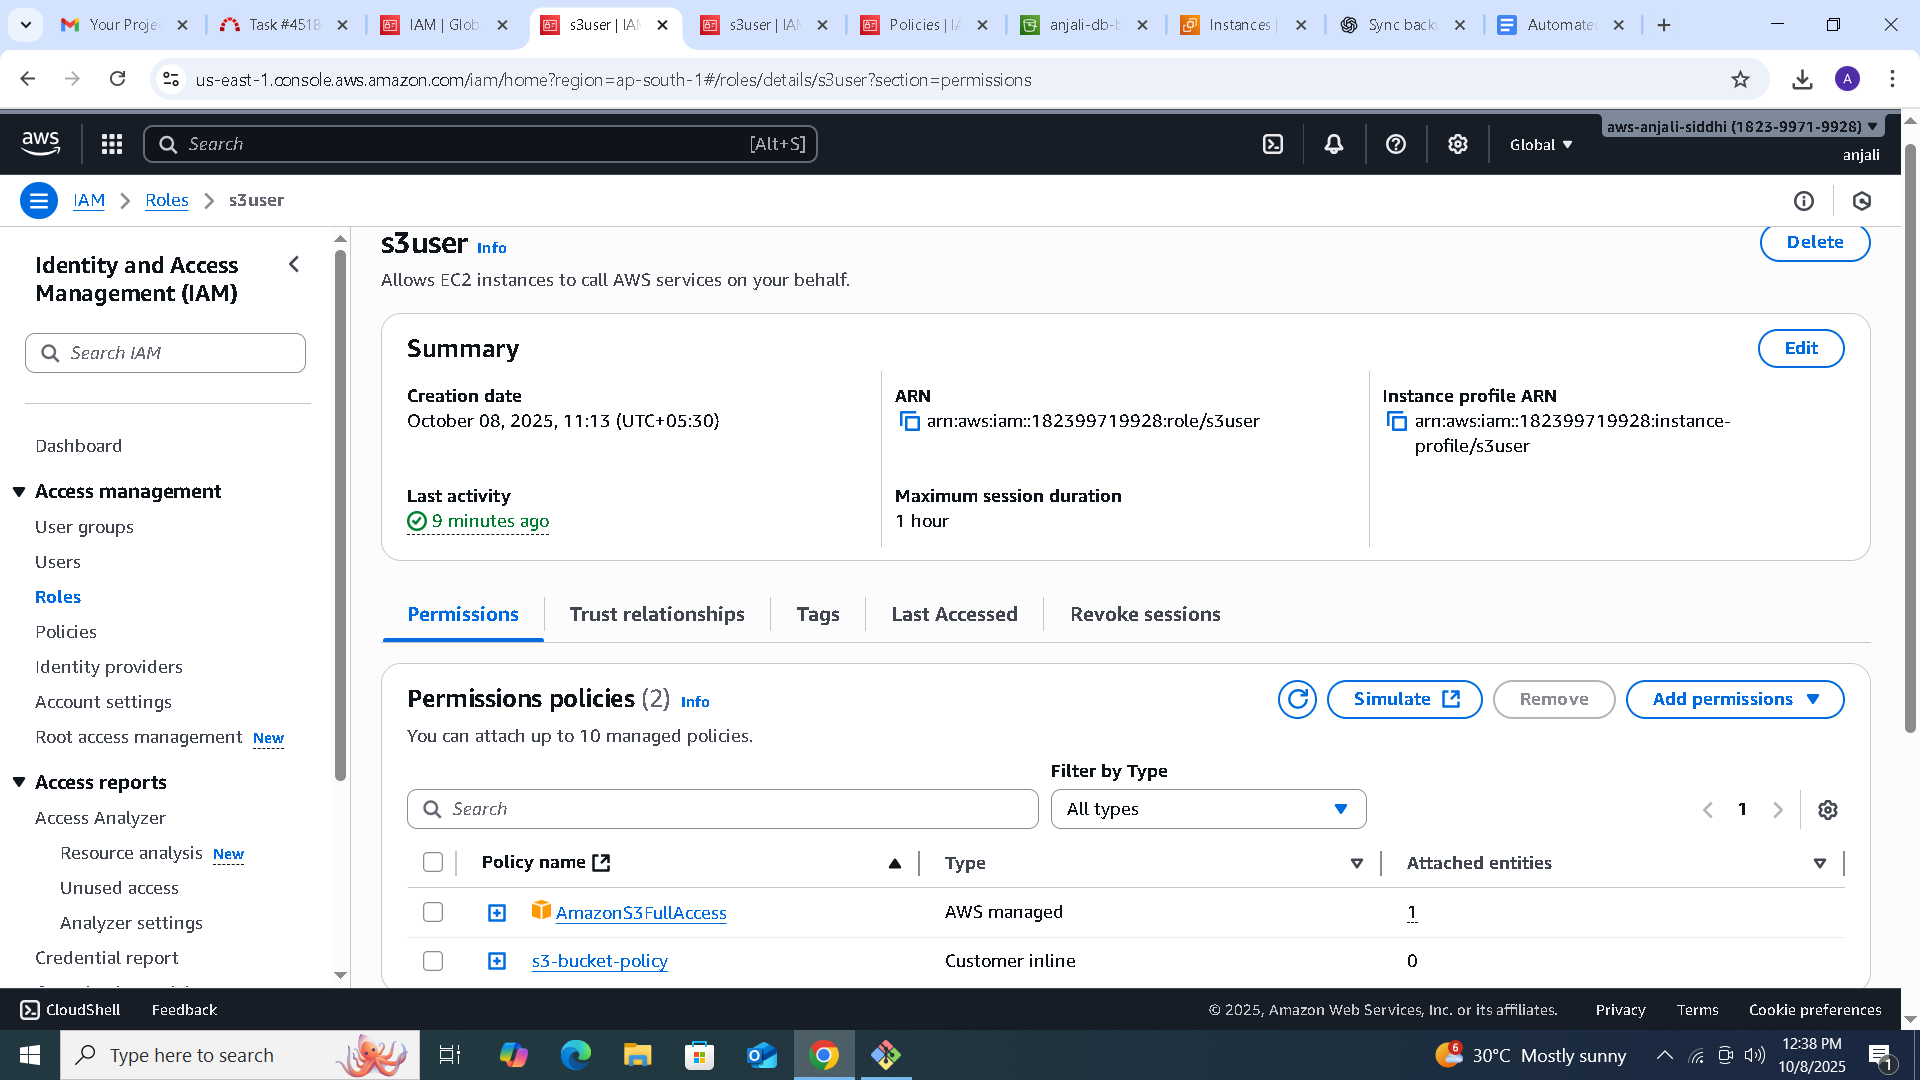 Your Proje
Task #4518
IAM | Glob
s3user | IAM
s3user | IAM
Policies | IA
anjali-db-b
Instances |
Sync back
Automate
us-east-1.console.aws.amazon.com/iam/home?region=ap-south-1#/roles/details/s3user?section=permissions
A
aws
Search
[Alt+S]
Global
aws-anjali-siddhi (1823-9971-9928)
anjali
IAM
Roles
s3user
Identity and Access
Management (IAM)
Search IAM
Dashboard
Access management
User groups
Users
Roles
Policies
Identity providers
Account settings
Root access management New
Access reports
Access Analyzer
Resource analysis New
Unused access
Analyzer settings
Credential report
s3user Info
Delete
Allows EC2 instances to call AWS services on your behalf.
Summary
Edit
Creation date
October 08, 2025, 11:13 (UTC+05:30)
ARN
arn:aws:iam::182399719928:role/s3user
Instance profile ARN
arn:aws:iam::182399719928:instance-
profile/s3user
Last activity
9 minutes ago
Maximum session duration
1 hour
Permissions
Trust relationships
Tags
Last Accessed
Revoke sessions
Permissions policies (2) Info
Simulate
Remove
Add permissions
You can attach up to 10 managed policies.
Filter by Type
Search
All types
1
Policy name
Type
Attached entities
AmazonS3FullAccess
AWS managed
1
s3-bucket-policy
Customer inline
0
CloudShell
Feedback
© 2025, Amazon Web Services, Inc. or its affiliates.
Privacy
Terms
Cookie preferences
Type here to search
6
30°C Mostly sunny
12:38 PM
10/8/2025
1